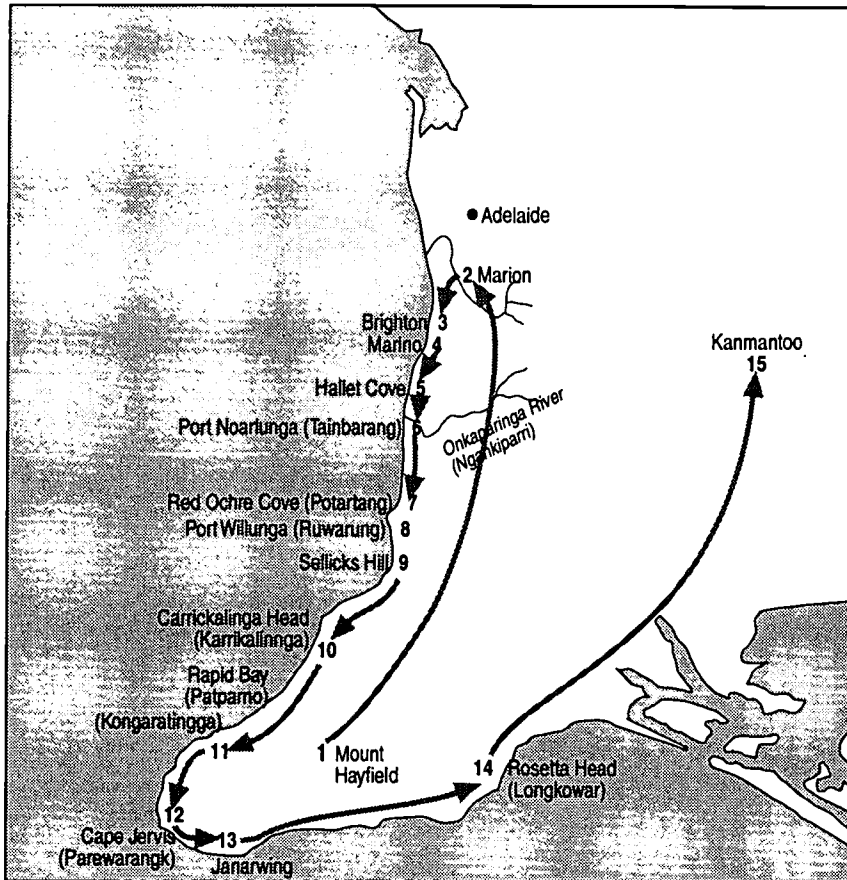 Adelaide
2 Marion
Brighton 3
Marino 4
Kanmantoo
15
Hallet Cove 5
Port Noarlunga (Tainbarang) 6
Onkaparinga River
(Ngankiparri)
Red Ochre Cove (Potartang) 7
Port Willunga (Ruwarung) 8
Sellicks Hill 9
Carrickalinga Head
(Karrikalinnga)
10
Rapid Bay
(Patparno)
(Kongaratingga)
11
1 Mount
Hayfield
14 Rosetta Head
(Longkowar)
12
Cape Jervis
(Parewarangk)
13
Janarwing